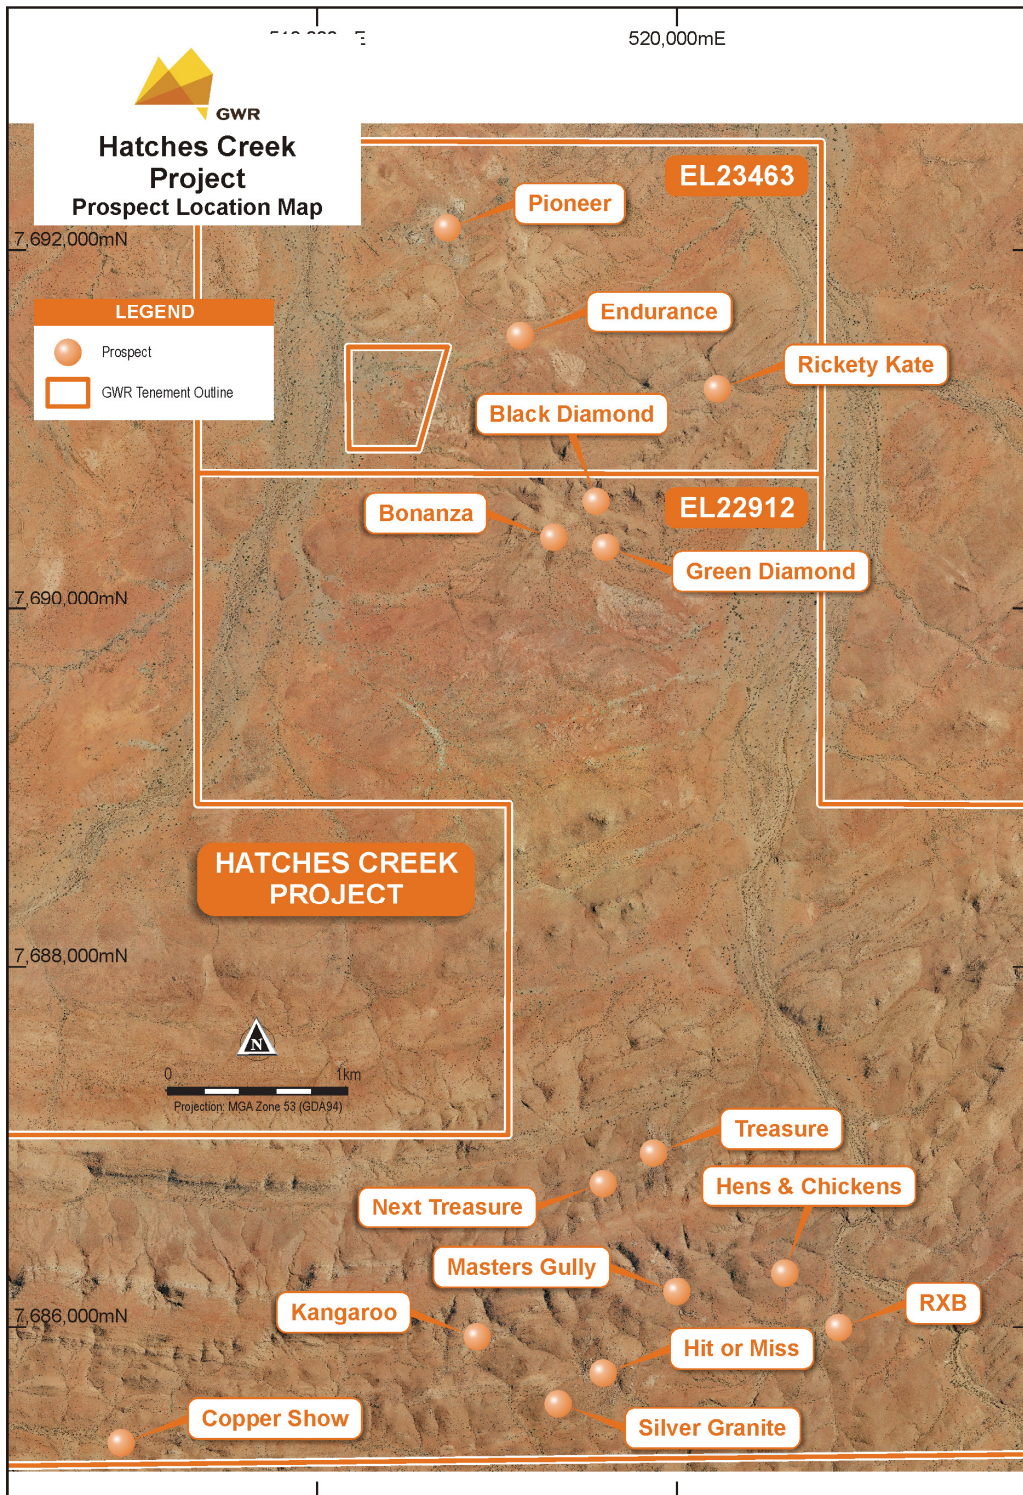 520,000mE
GWR
Hatches Creek
Project
Prospect Location Map
EL23463
Pioneer
7,692,000mN
LEGEND
Prospect
GWR Tenement Outline
Endurance
Rickety Kate
Black Diamond
Bonanza
EL22912
Green Diamond
7,690,000mN
HATCHES CREEK
PROJECT
7,688,000mN
N
0 1km
Projection: MGA Zone 53 (GDA94)
Treasure
Hens & Chickens
Next Treasure
Masters Gully
RXB
Kangaroo
7,686,000mN
Hit or Miss
Copper Show
Silver Granite